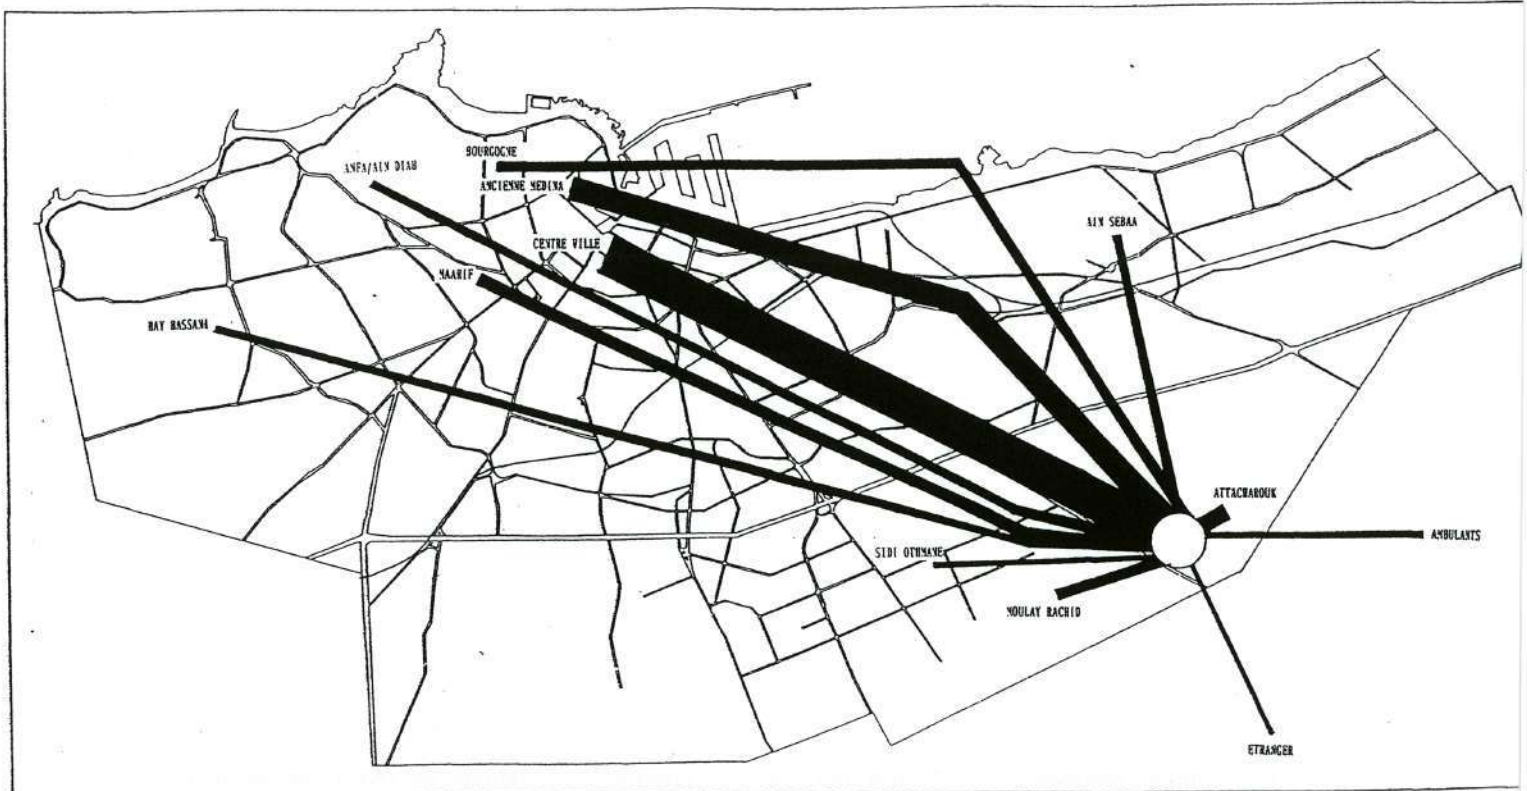 BOURGOGNE
ANFA/AIN DIAB
ANCIENNE MEDINA
AIN SEBAA
CENTRE VILLE
MAARIF
HAY HASSANI
ATTACHAROUK
AMBULANTS
SIDI OTHMANE
MOULAY RACHID
ETRANGER